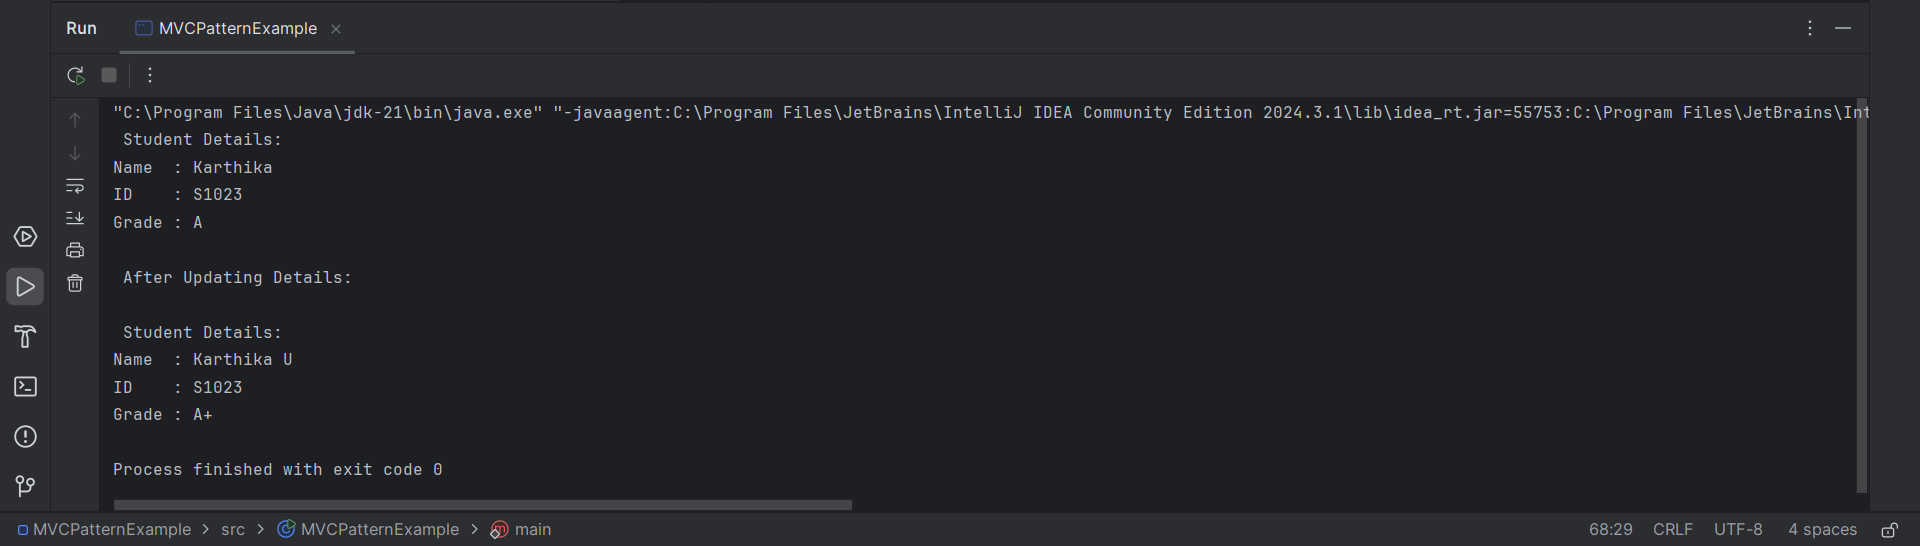 Run MVCPatternExample
"C:\Program Files\Java\jdk-21\bin\java.exe" "-javaagent:C:\Program Files\JetBrains\IntelliJ IDEA Community Edition 2024.3.1\lib\idea_rt.jar=55753:C:\Program Files\JetBrains\Int
Student Details:
Name  : Karthika
ID    : S1023
Grade : A
After Updating Details:
Student Details:
Name  : Karthika U
ID    : S1023
Grade : A+
Process finished with exit code 0
MVCPatternExample > src > MVCPatternExample > main 68:29 CRLF UTF-8 4 spaces